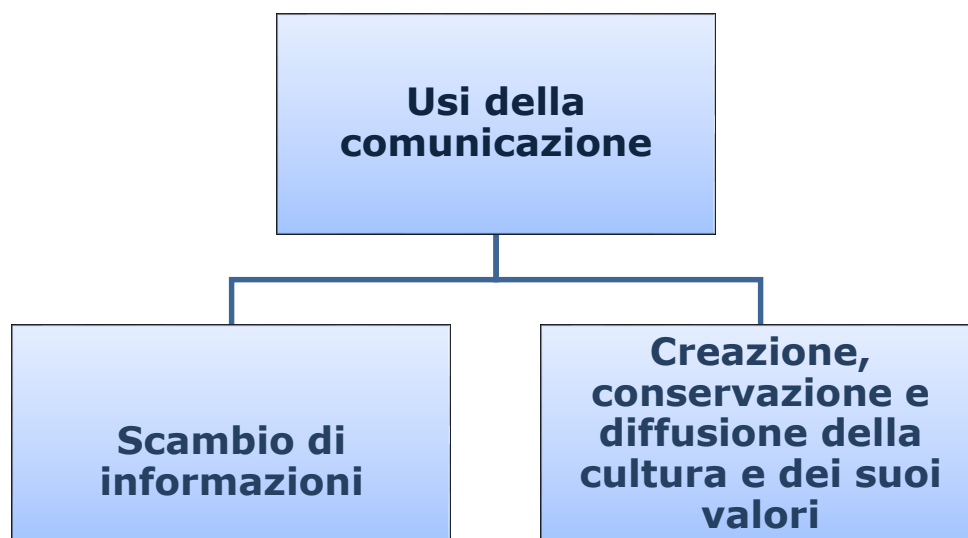 Usi della
comunicazione
Scambio di
informazioni
Creazione,
conservazione e
diffusione della
cultura e dei suoi
valori